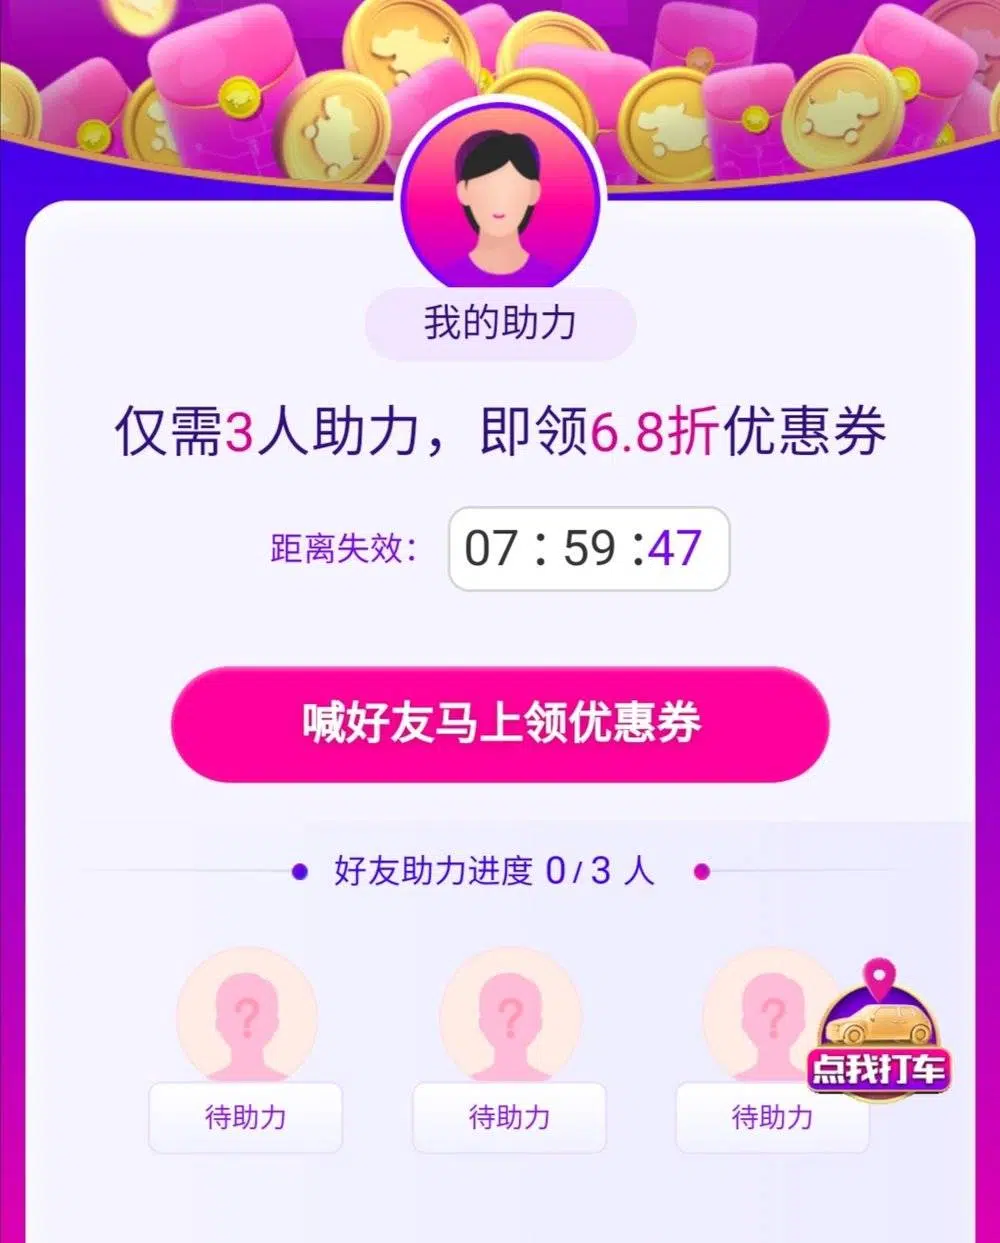 我的助力
仅需3人助力，即领6.8折优惠券
距离失效：07：59：47
喊好友马上领优惠券
好友助力进度 0/3 人
?
?
?
点我打车
待助力
待助力
待助力